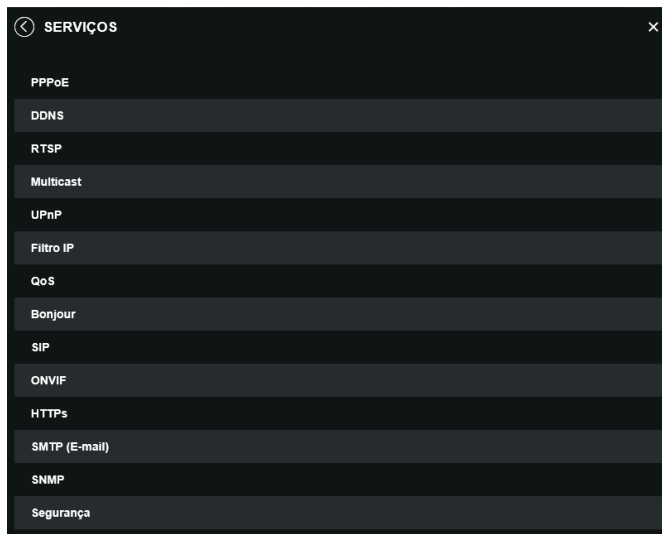 SERVIÇOS
PPPoE
DDNS
RTSP
Multicast
UPnP
Filtro IP
QoS
Bonjour
SIP
ONVIF
HTTPs
SMTP (E-mail)
SNMP
Segurança